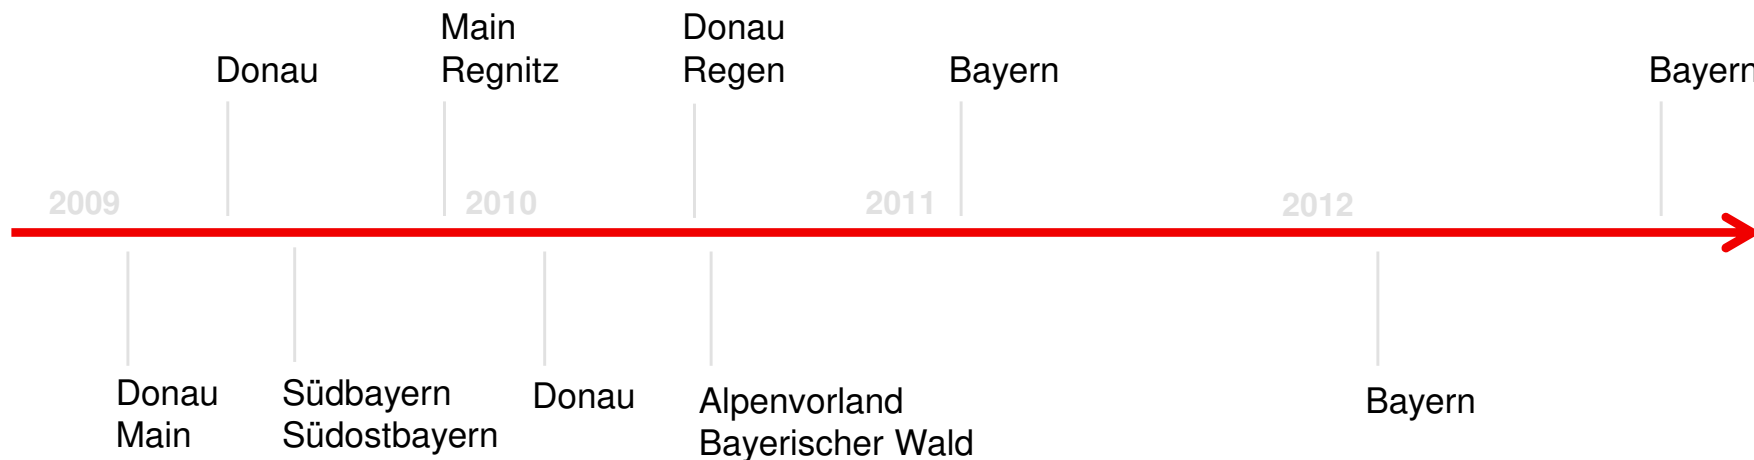 Main
Regnitz
Donau
Regen
Donau
Bayern
Bayern
2009
2010
2011
2012
Donau
Main
Südbayern
Südostbayern
Donau
Alpenvorland
Bayerischer Wald
Bayern